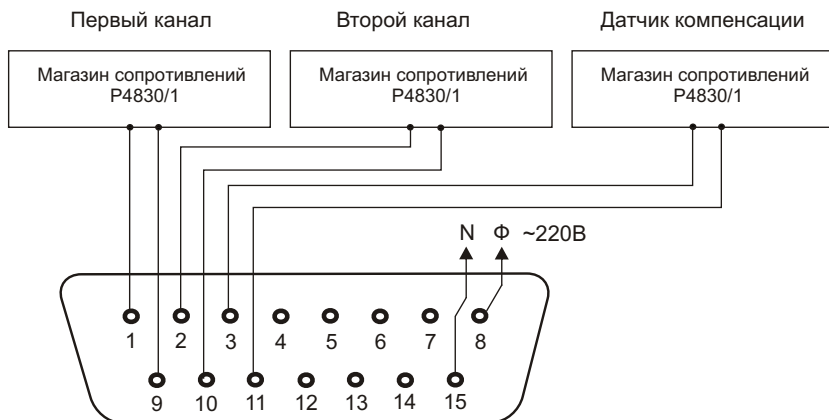 Первый канал
Второй канал
Датчик компенсации
Магазин сопротивлений
Р4830/1
Магазин сопротивлений
Р4830/1
Магазин сопротивлений
Р4830/1
N Ф ~220В
1 2 3 4 5 6 7 8
9 10 11 12 13 14 15